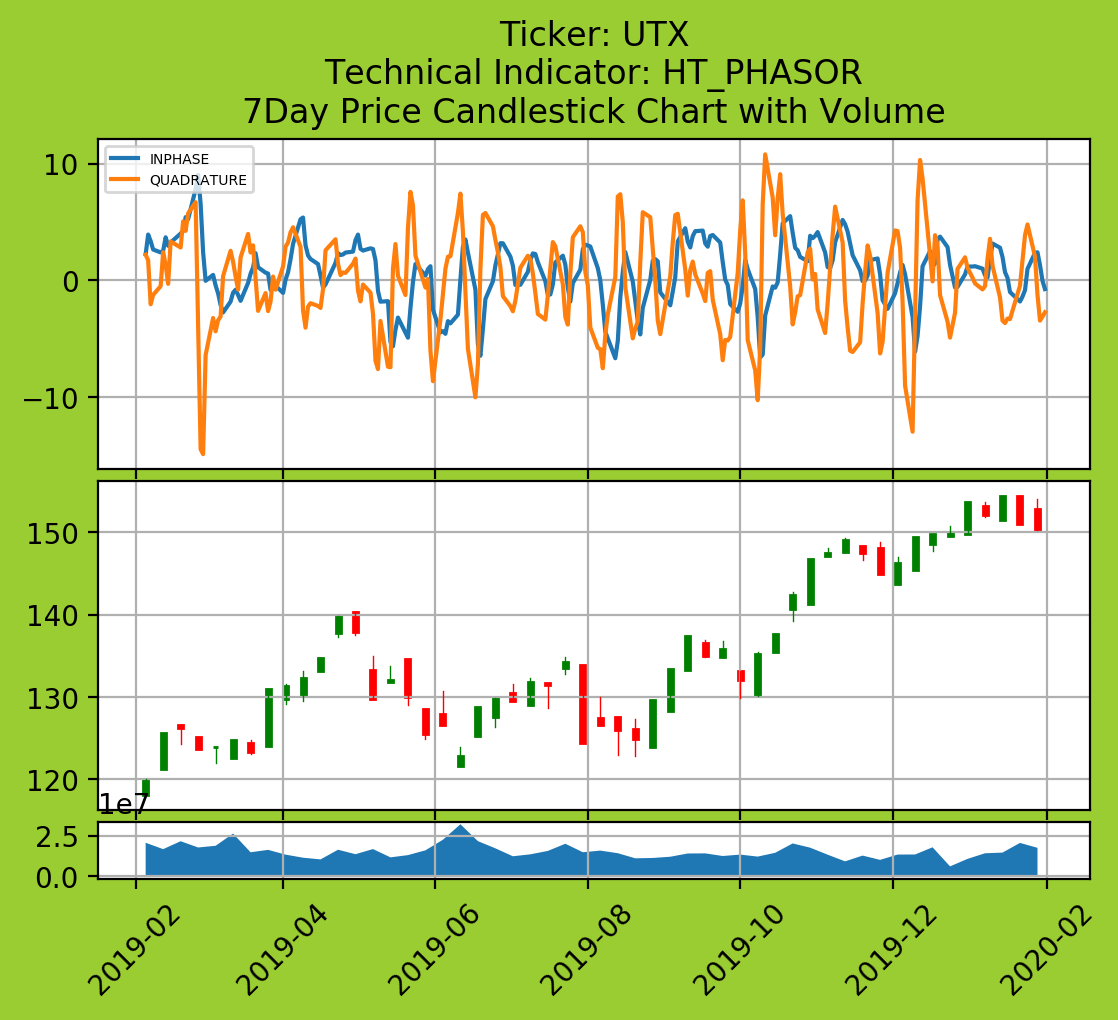 Ticker: UTX
Technical Indicator: HT_PHASOR
7Day Price Candlestick Chart with Volume
INPHASE
QUADRATURE
10
0
−10
150
140
130
120
1e7
2.5
0.0
2019-02
2019-04
2019-06
2019-08
2019-10
2019-12
2020-02